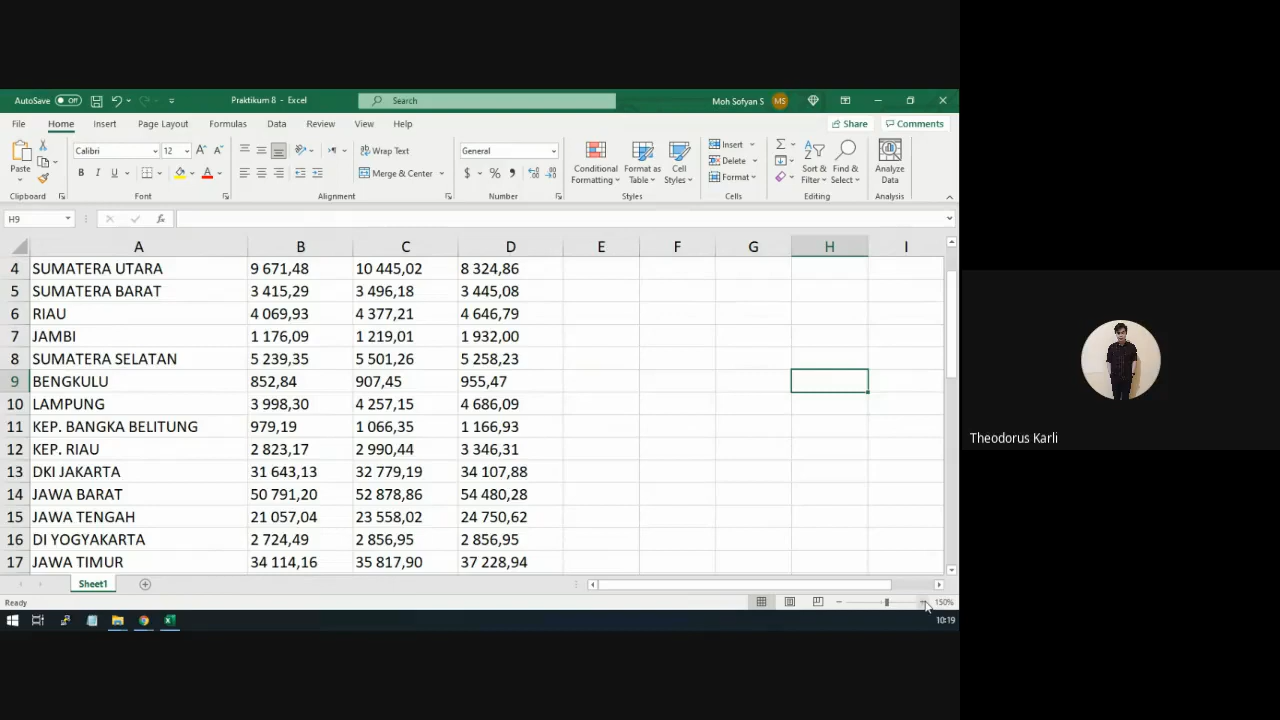 AutoSave Off Praktikum 8 - Excel Search Moh Sofyan S MS
File Home Insert Page Layout Formulas Data Review View Help Share Comments
Paste Calibri 12 Wrap Text General Insert
Merge & Center Conditional Formatting Format as Table Cell Styles Delete Sort & Filter Find & Select Analyze Data
Format
Clipboard Font Alignment Number Styles Cells Editing Analysis
H9 fx
A B C D E F G H I
4 SUMATERA UTARA 9 671,48 10 445,02 8 324,86
5 SUMATERA BARAT 3 415,29 3 496,18 3 445,08
6 RIAU 4 069,93 4 377,21 4 646,79
7 JAMBI 1 176,09 1 219,01 1 932,00
8 SUMATERA SELATAN 5 239,35 5 501,26 5 258,23
9 BENGKULU 852,84 907,45 955,47
10 LAMPUNG 3 998,30 4 257,15 4 686,09
11 KEP. BANGKA BELITUNG 979,19 1 066,35 1 166,93
12 KEP. RIAU 2 823,17 2 990,44 3 346,31
13 DKI JAKARTA 31 643,13 32 779,19 34 107,88
14 JAWA BARAT 50 791,20 52 878,86 54 480,28
15 JAWA TENGAH 21 057,04 23 558,02 24 750,62
16 DI YOGYAKARTA 2 724,49 2 856,95 2 856,95
17 JAWA TIMUR 34 114,16 35 817,90 37 228,94
Sheet1
Ready 150%
10:19
Theodorus Karli